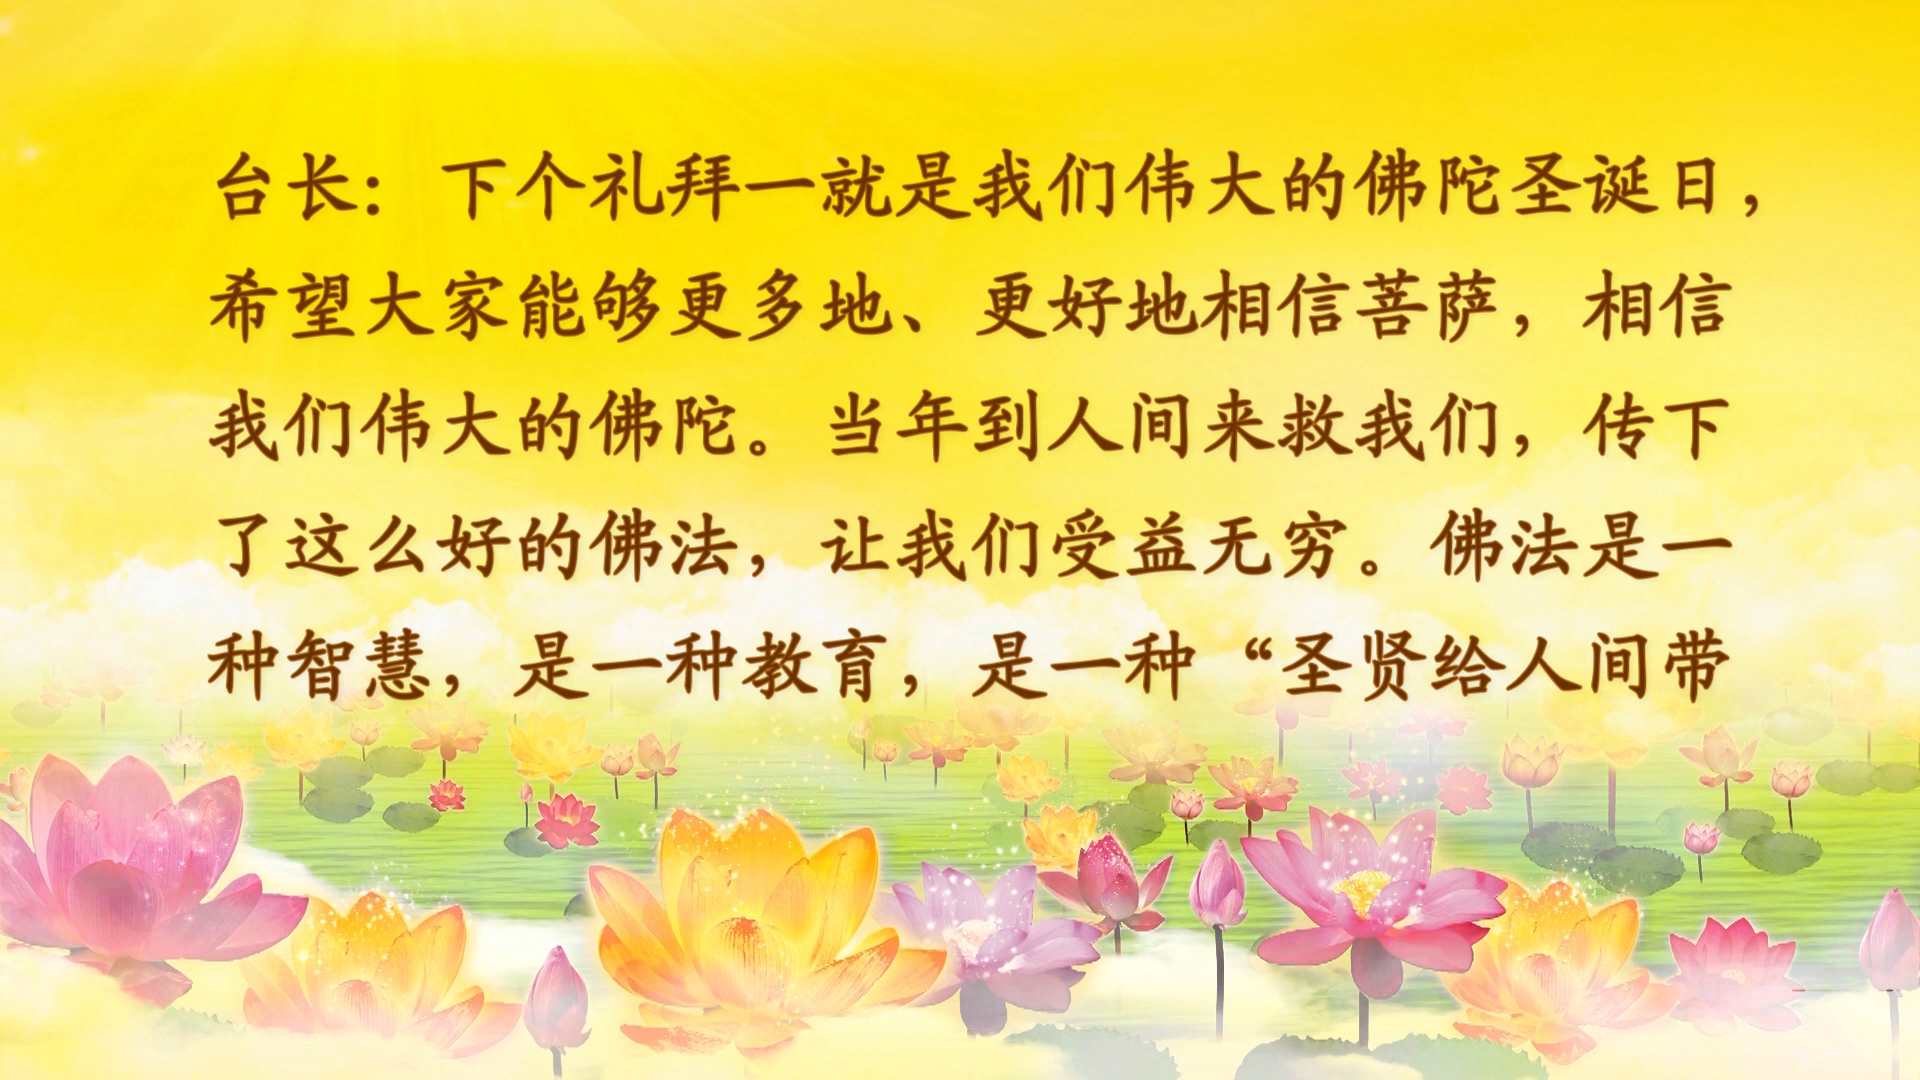 台长：下个礼拜一就是我们伟大的佛陀圣诞日，
希望大家能够更多地、更好地相信菩萨，相信
我们伟大的佛陀。当年到人间来救我们，传下
了这么好的佛法，让我们受益无穷。佛法是一
种智慧，是一种教育，是一种“圣贤给人间带